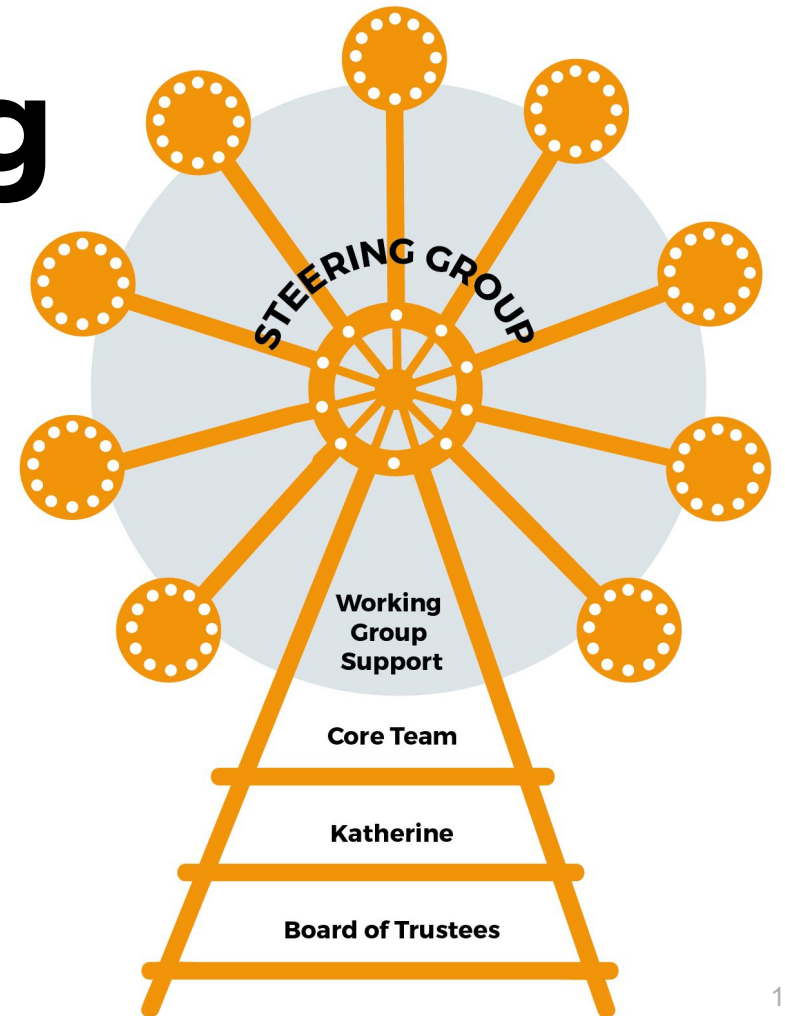 g
STEERING GROUP
Working
Group
Support
Core Team
Katherine
Board of Trustees
1